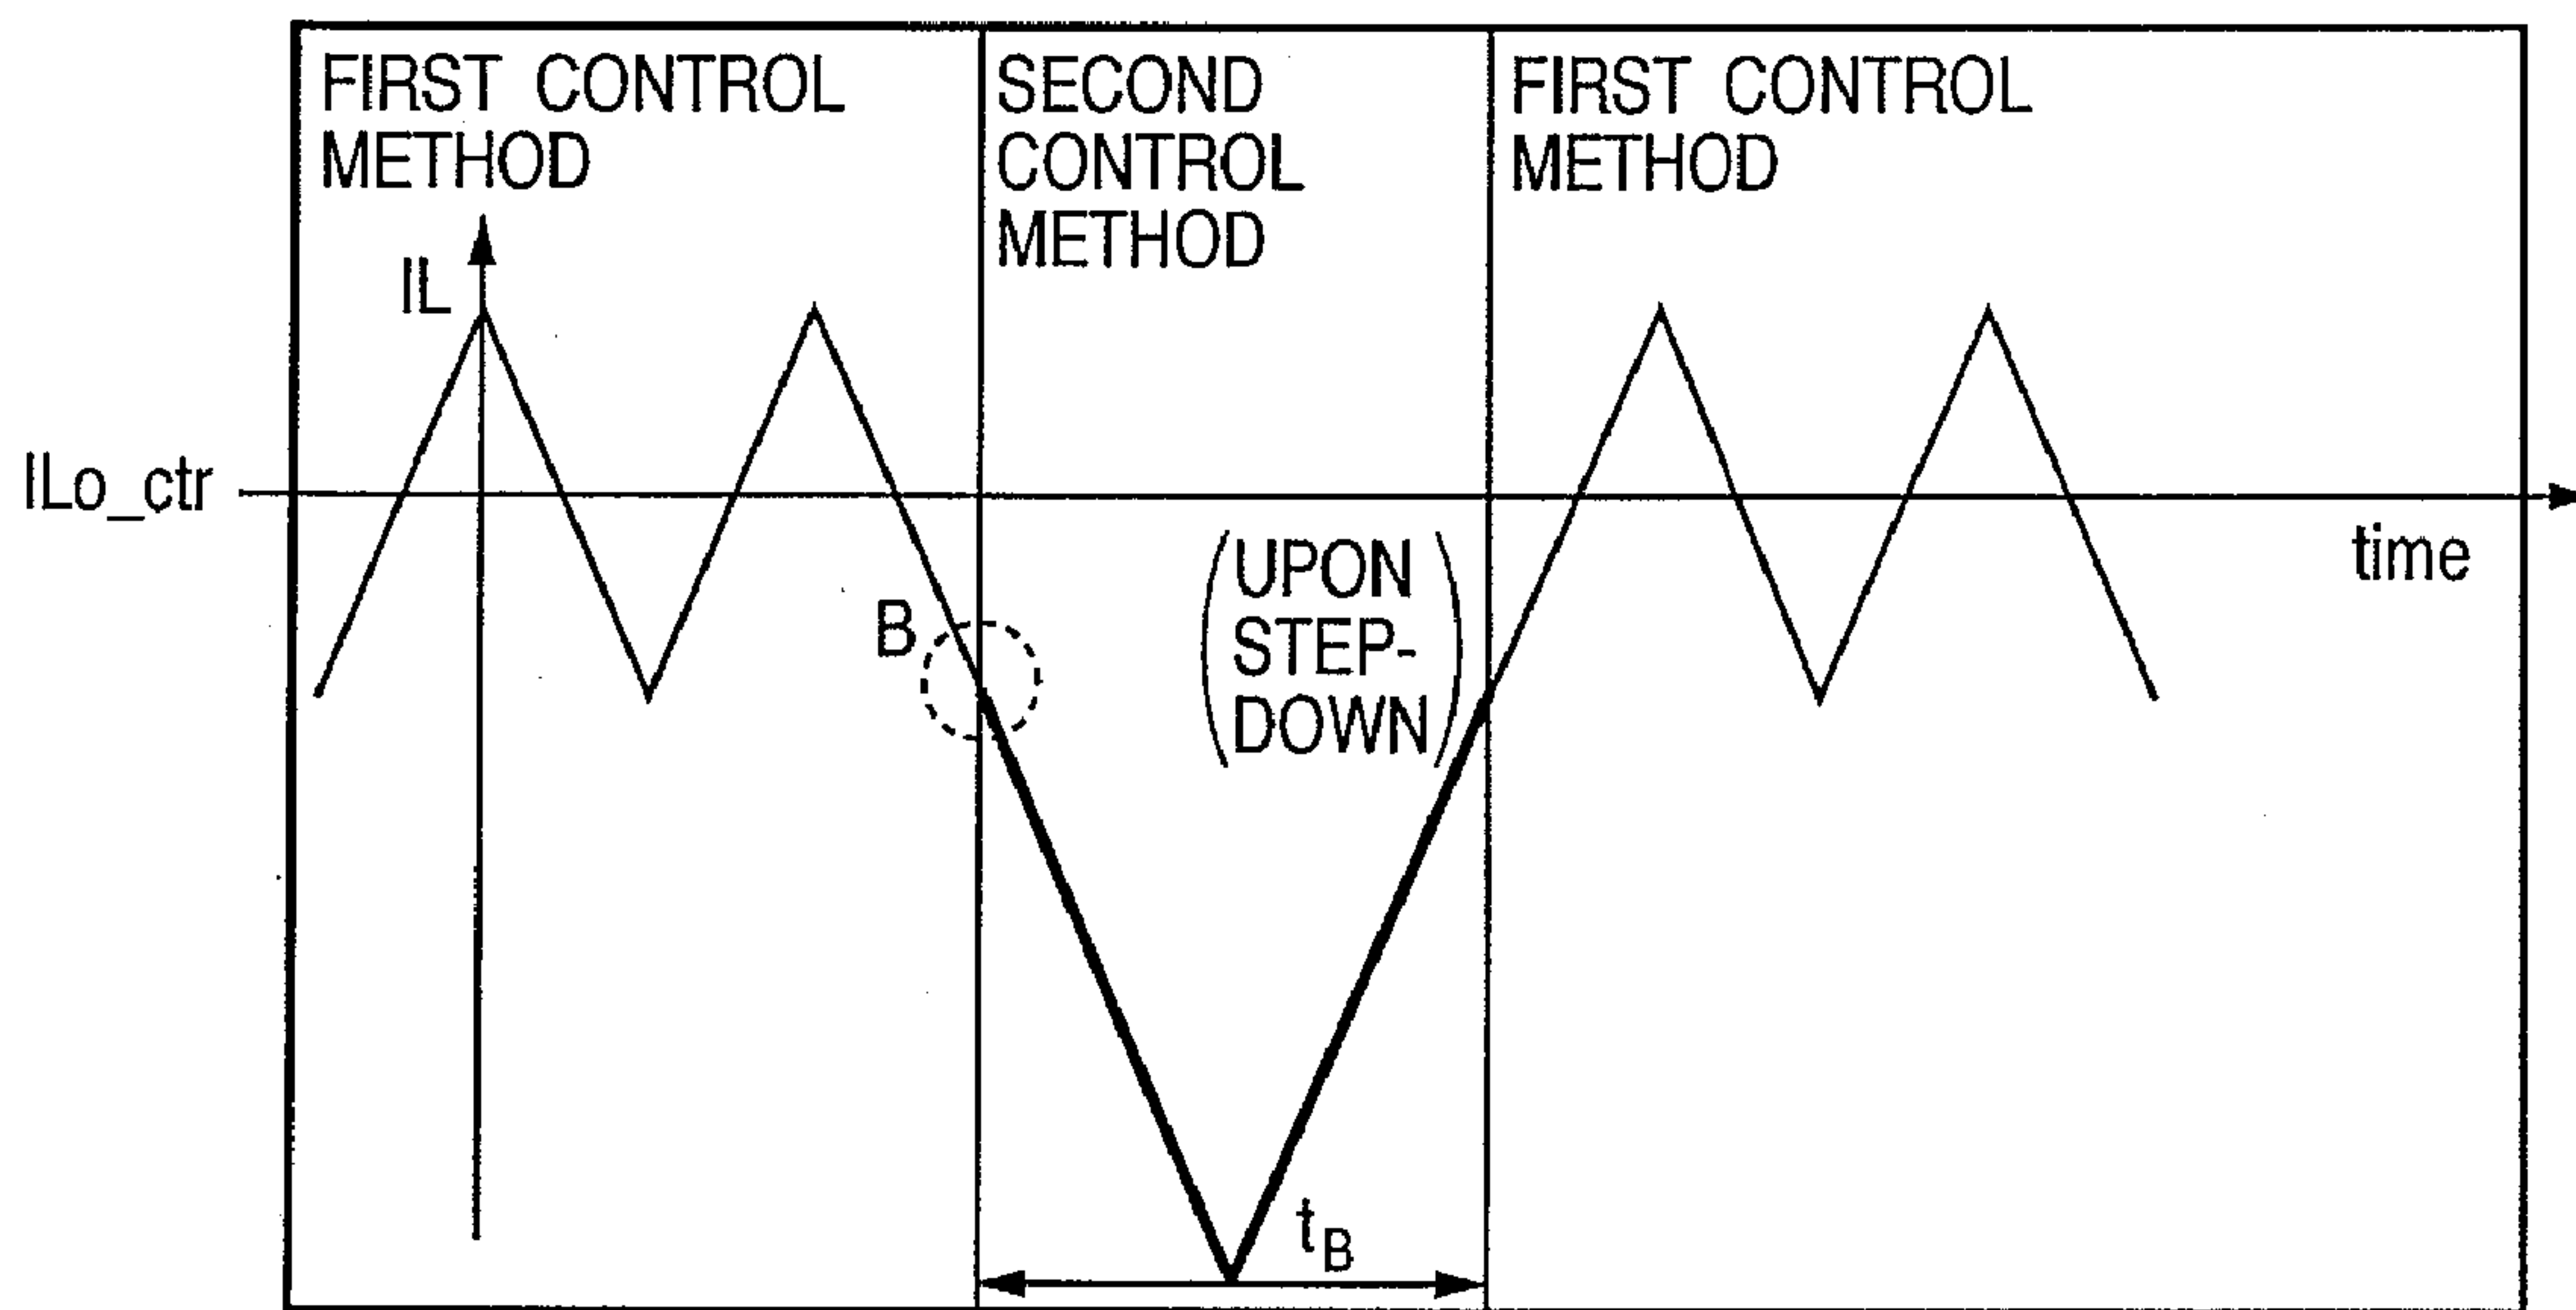 FIRST CONTROL
METHOD
SECOND
CONTROL
METHOD
FIRST CONTROL
METHOD
IL
ILo_ctr
time
B
(UPON
STEP-
DOWN)
tB